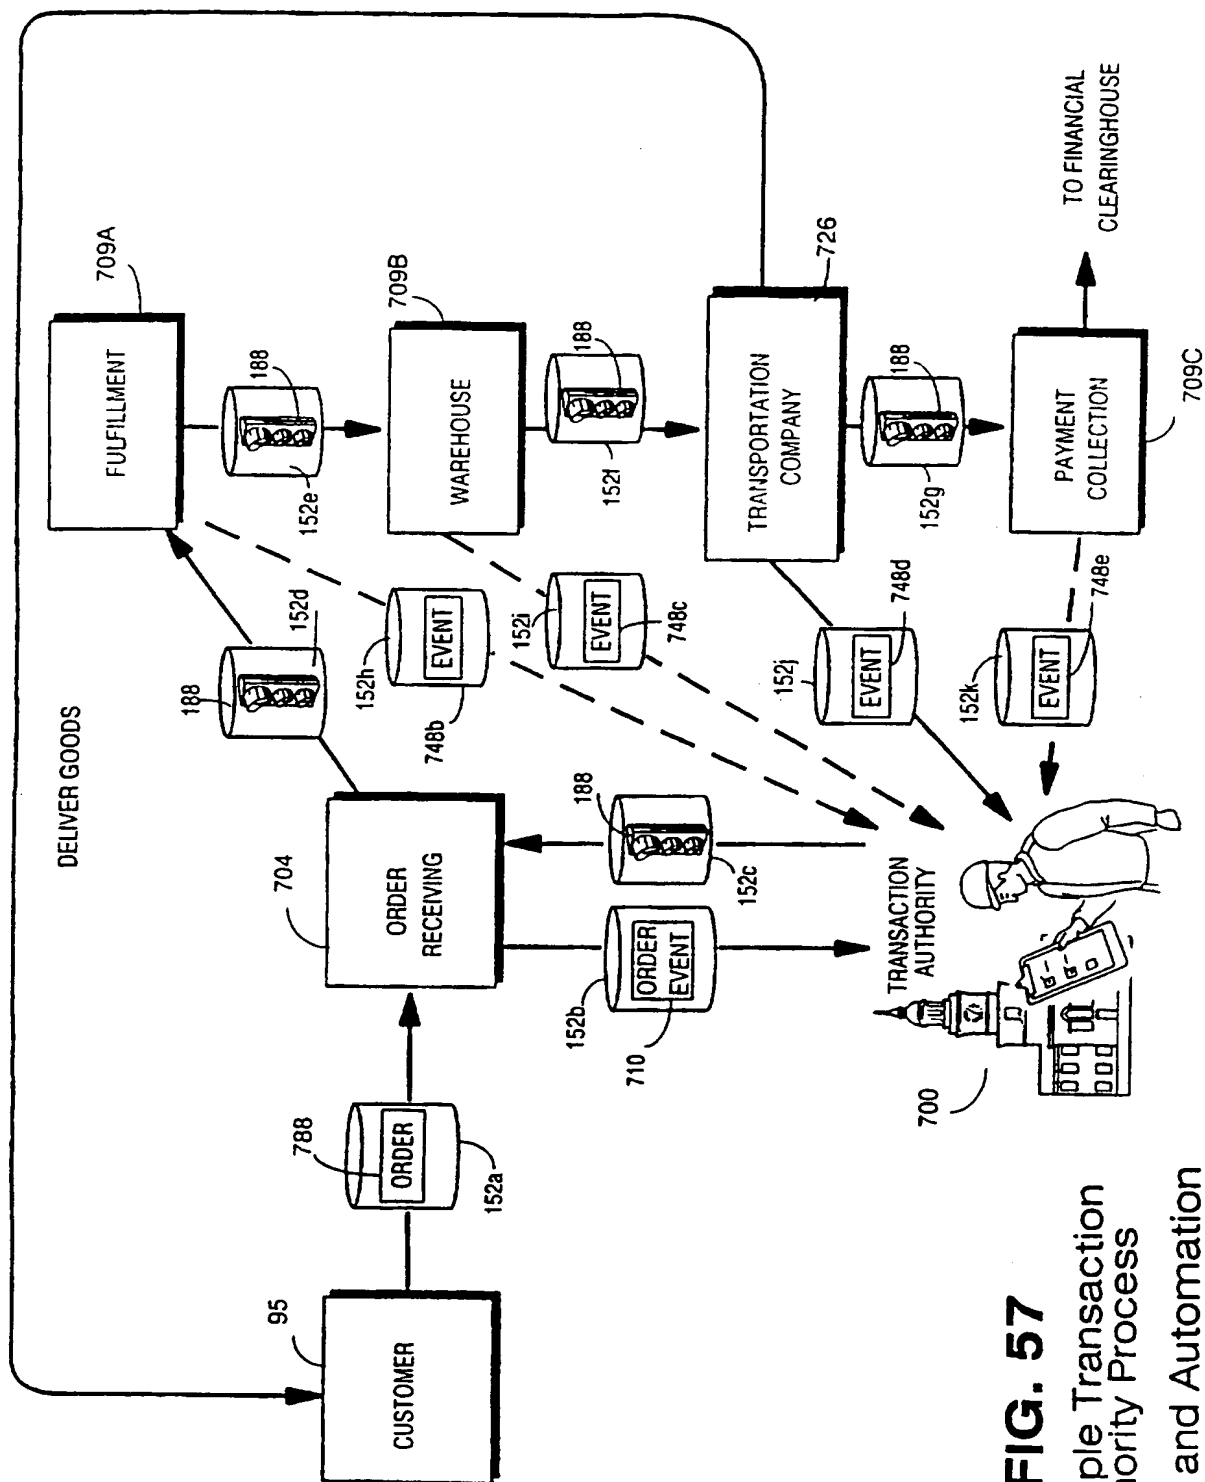 DELIVER GOODS
95
CUSTOMER
788
ORDER
152a
704
ORDER
RECEIVING
188
152d
709A
FULFILLMENT
188
152e
709B
WAREHOUSE
188
152f
726
TRANSPORTATION
COMPANY
188
152g
PAYMENT
COLLECTION
709C
TO FINANCIAL
CLEARINGHOUSE
152h
EVENT
748b
152i
EVENT
748c
152j
EVENT
748d
152k
EVENT
748e
188
152c
152b
ORDER
EVENT
710
TRANSACTION
AUTHORITY
700
FIG. 57
ple Transaction
ority Process
and Automation